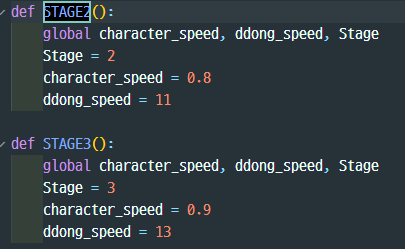 def STAGE2():
    global character_speed, ddong_speed, Stage
    Stage = 2
    character_speed = 0.8
    ddong_speed = 11
def STAGE3():
    global character_speed, ddong_speed, Stage
    Stage = 3
    character_speed = 0.9
    ddong_speed = 13